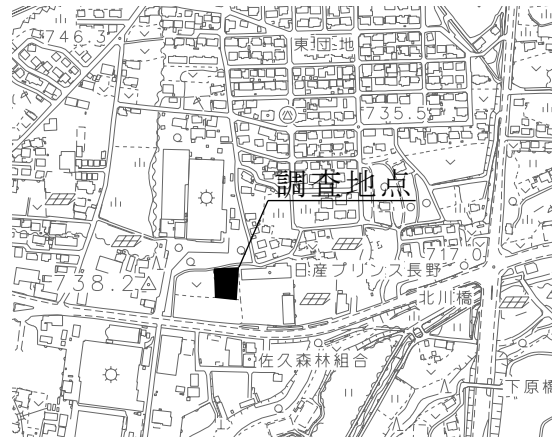 746.3
東団地
735.5
調査地点
717.0
日産プリンス長野
738.2
北川橋
佐久森林組合
下原橋